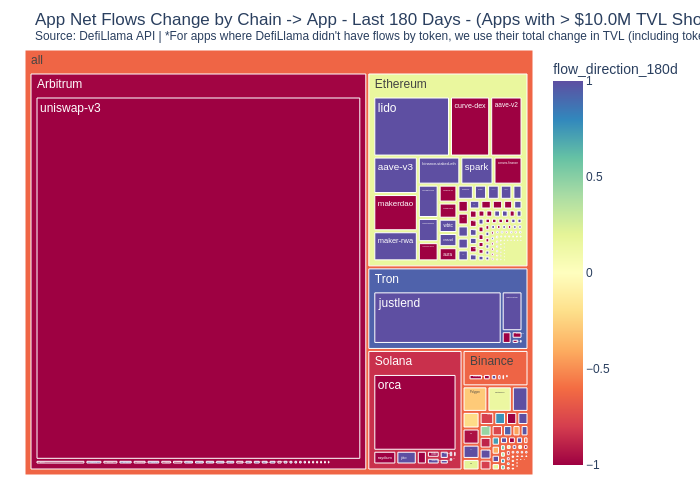 App Net Flows Change by Chain -> App - Last 180 Days - (Apps with > $10.0M TVL Sho
Source: DefiLlama API | *For apps where DefiLlama didn't have flows by token, we use their total change in TVL (including toke
all
flow_direction_180d
Arbitrum
Ethereum
1
uniswap-v3
lido
curve-dex
aave-v2
aave-v3
spark
0.5
makerdao
maker-rwa
0
Tron
justlend
Solana
Binance
−0.5
orca
−1